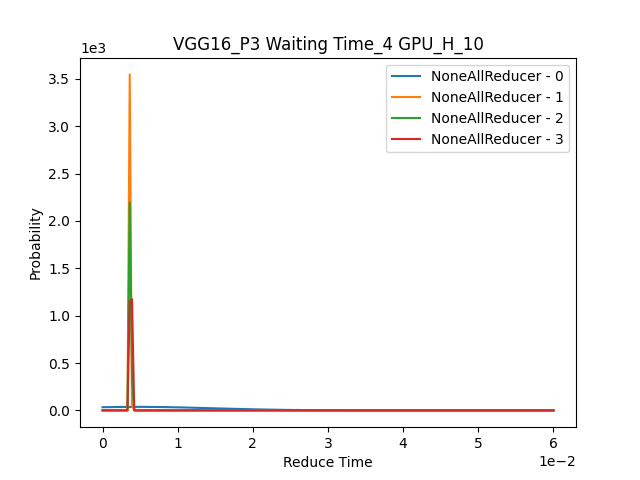 VGG16_P3 Waiting Time_4 GPU_H_10
1e3
NoneAllReducer - 0
NoneAllReducer - 1
NoneAllReducer - 2
NoneAllReducer - 3
3.5
3.0
2.5
2.0
1.5
1.0
0.5
0.0
Probability
0 1 2 3 4 5 6
1e−2
Reduce Time